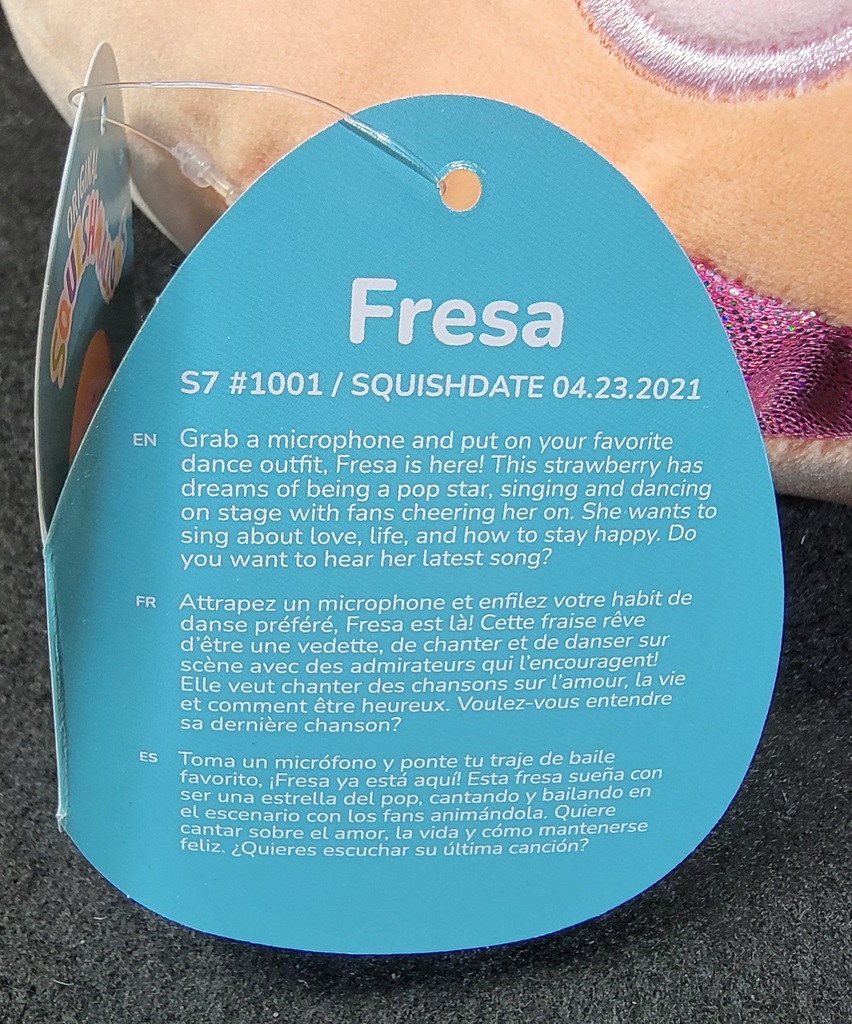 ORIGINAL
SQUISHMALLOWS
Fresa
S7 #1001 / SQUISHDATE 04.23.2021
EN Grab a microphone and put on your favorite
dance outfit, Fresa is here! This strawberry has
dreams of being a pop star, singing and dancing
on stage with fans cheering her on. She wants to
sing about love, life, and how to stay happy. Do
you want to hear her latest song?
FR Attrapez un microphone et enfilez votre habit de
danse préféré, Fresa est là! Cette fraise rêve
d'être une vedette, de chanter et de danser sur
scène avec des admirateurs qui l'encouragent!
Elle veut chanter des chansons sur l'amour, la vie
et comment être heureux. Voulez-vous entendre
sa dernière chanson?
ES Toma un micrófono y ponte tu traje de baile
favorito, ¡Fresa ya está aquí! Esta fresa sueña con
ser una estrella del pop, cantando y bailando en
el escenario con los fans animándola. Quiere
cantar sobre el amor, la vida y cómo mantenerse
feliz. ¿Quieres escuchar su última canción?